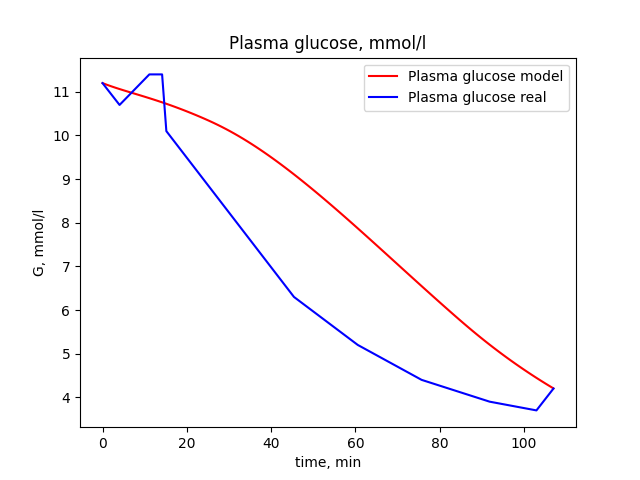 Plasma glucose, mmol/l
Plasma glucose model
Plasma glucose real
G, mmol/l
11
10
9
8
7
6
5
4
0 20 40 60 80 100
time, min